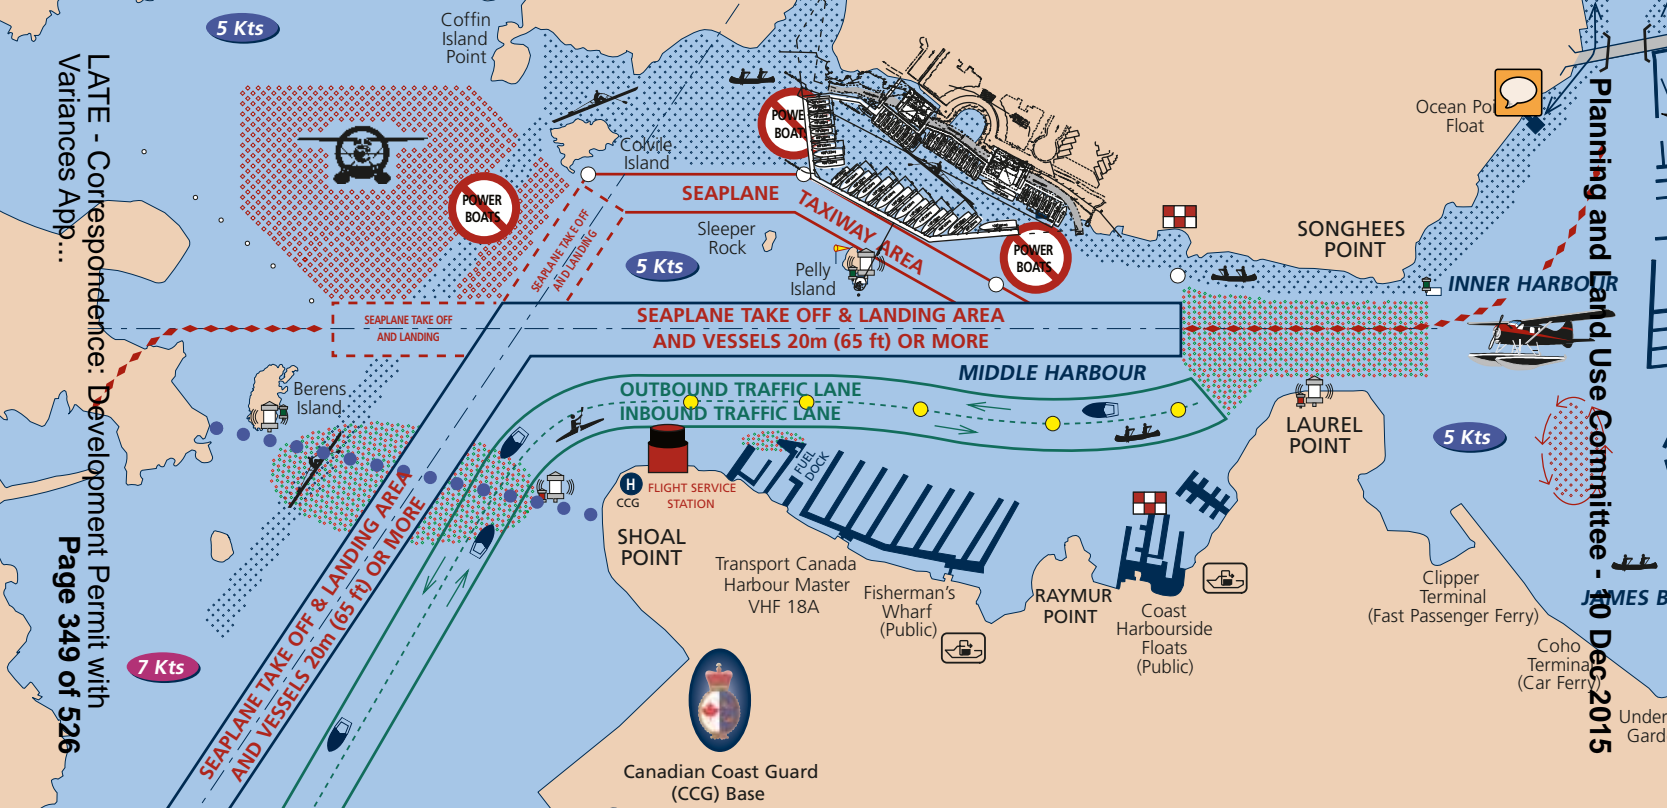 LATE - Correspondence: Development Permit with
Variances App...
Page 349 of 526
Planning and Land Use Committee - 10 Dec 2015
5 Kts
Coffin
Island
Point
POWER
BOATS
Colvile
Island
POWE
BOAT
SEAPLANE
TAXIWAY AREA
SEAPLANE TAKE OFF
AND LANDING
Sleeper
Rock
5 Kts
Pelly
Island
POWER
BOATS
Ocean Poi
Float
SONGHEES
POINT
INNER HARBOUR
SEAPLANE TAKE OFF
AND LANDING
SEAPLANE TAKE OFF & LANDING AREA
AND VESSELS 20m (65 ft) OR MORE
MIDDLE HARBOUR
OUTBOUND TRAFFIC LANE
INBOUND TRAFFIC LANE
Berens
Island
LAUREL
POINT
5 Kts
FUEL
DOCK
H
CCG
FLIGHT SERVICE
STATION
SHOAL
POINT
Transport Canada
Harbour Master
VHF 18A
Fisherman's
Wharf
(Public)
RAYMUR
POINT
Coast
Harbourside
Floats
(Public)
Clipper
Terminal
(Fast Passenger Ferry)
JAMES B
Coho
Terminal
(Car Ferry)
Under
Gard
7 Kts
SEAPLANE TAKE OFF & LANDING AREA
AND VESSELS 20m (65 ft) OR MORE
Canadian Coast Guard
(CCG) Base